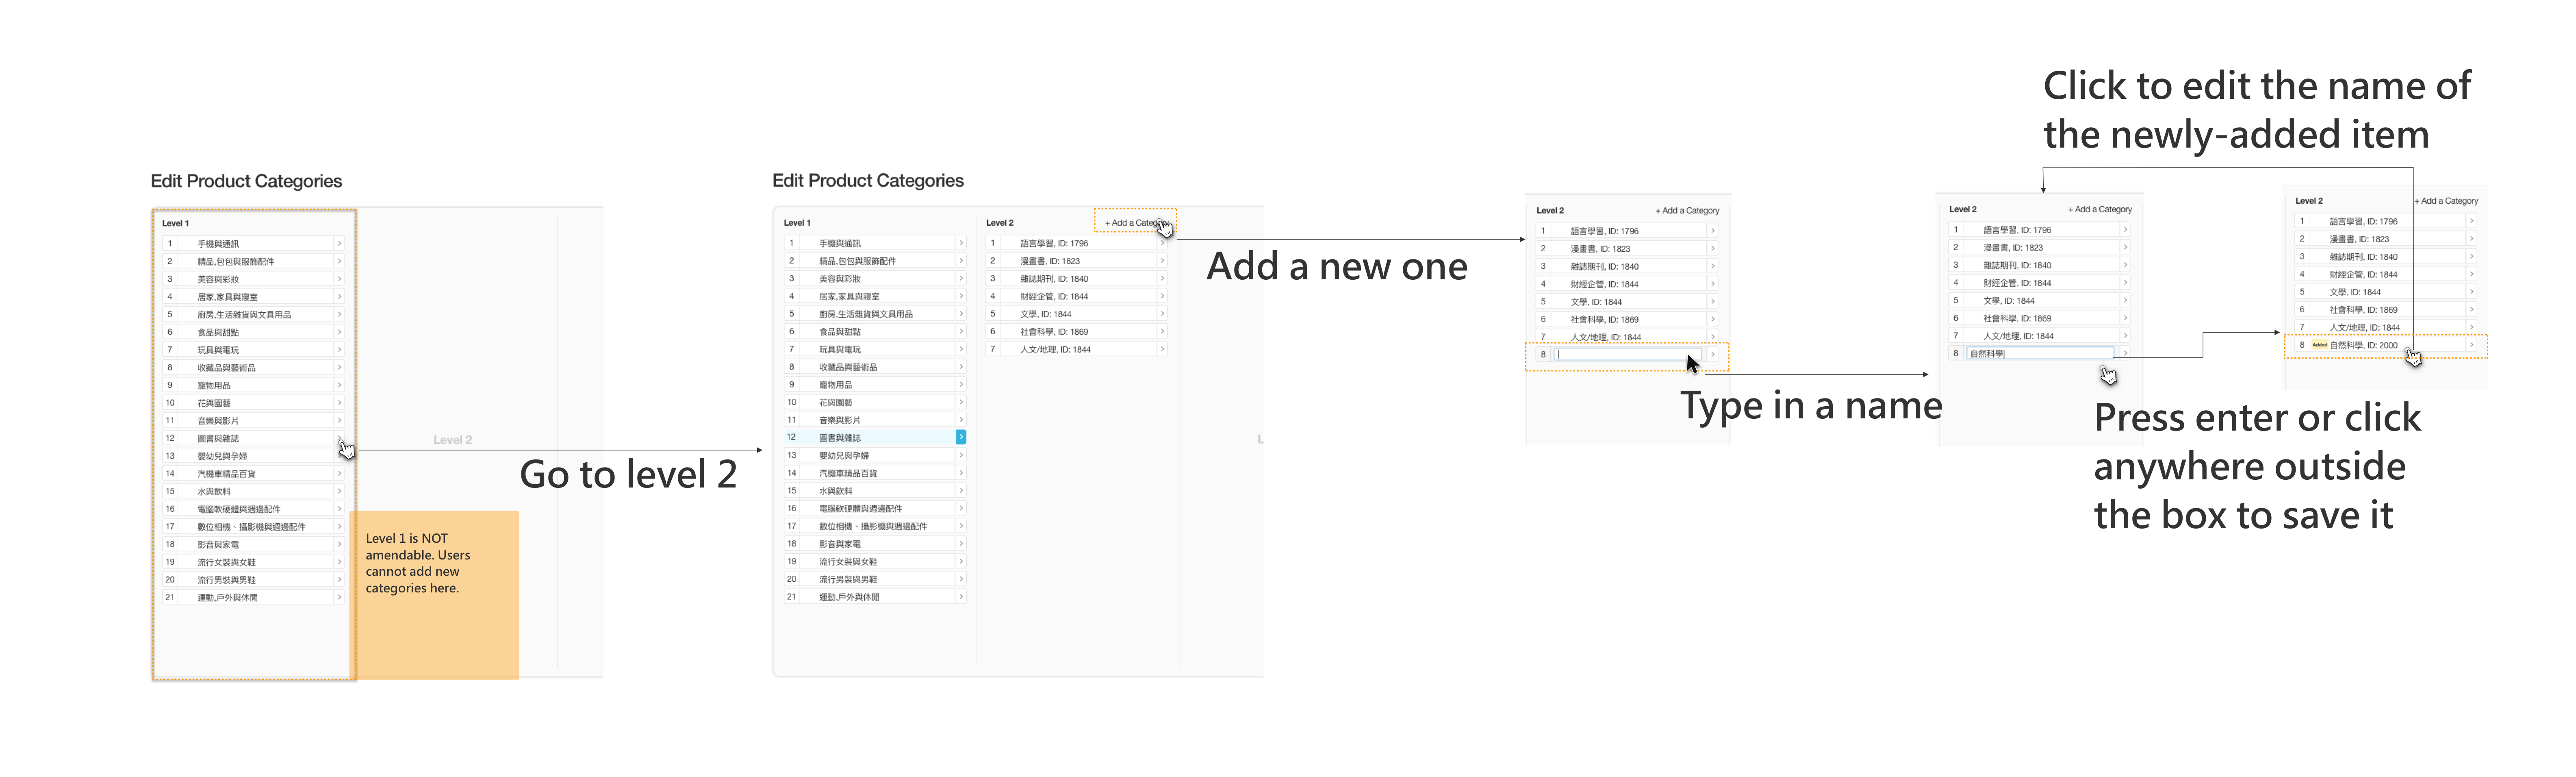 Click to edit the name of
the newly-added item
Edit Product Categories
Level 1
1 手機與通訊
2 精品,包包與服飾配件
3 美容與彩妝
4 居家,家具與寢室
5 廚房,生活雜貨與文具用品
6 食品與甜點
7 玩具與電玩
8 收藏品與藝術品
9 寵物用品
10 花與園藝
11 音樂與影片
12 圖書與雜誌
13 嬰幼兒與孕婦
14 汽機車精品百貨
15 水與飲料
16 電腦軟硬體與週邊配件
17 數位相機、攝影機與週邊配件
18 影音與家電
19 流行女裝與女鞋
20 流行男裝與男鞋
21 運動,戶外與休閒
Level 2
Level 1 is NOT
amendable. Users
cannot add new
categories here.
Go to level 2
Edit Product Categories
Level 1
1 手機與通訊
2 精品,包包與服飾配件
3 美容與彩妝
4 居家,家具與寢室
5 廚房,生活雜貨與文具用品
6 食品與甜點
7 玩具與電玩
8 收藏品與藝術品
9 寵物用品
10 花與園藝
11 音樂與影片
12 圖書與雜誌
13 嬰幼兒與孕婦
14 汽機車精品百貨
15 水與飲料
16 電腦軟硬體與週邊配件
17 數位相機、攝影機與週邊配件
18 影音與家電
19 流行女裝與女鞋
20 流行男裝與男鞋
21 運動,戶外與休閒
Level 2 + Add a Category
1 語言學習, ID: 1796
2 漫畫書, ID: 1823
3 雜誌期刊, ID: 1840
4 財經企管, ID: 1844
5 文學, ID: 1844
6 社會科學, ID: 1869
7 人文/地理, ID: 1844
L
Add a new one
Level 2 + Add a Category
1 語言學習, ID: 1796
2 漫畫書, ID: 1823
3 雜誌期刊, ID: 1840
4 財經企管, ID: 1844
5 文學, ID: 1844
6 社會科學, ID: 1869
7 人文/地理, ID: 1844
8
Type in a name
Level 2 + Add a Category
1 語言學習, ID: 1796
2 漫畫書, ID: 1823
3 雜誌期刊, ID: 1840
4 財經企管, ID: 1844
5 文學, ID: 1844
6 社會科學, ID: 1869
7 人文/地理, ID: 1844
8 自然科學
Press enter or click
anywhere outside
the box to save it
Level 2 + Add a Category
1 語言學習, ID: 1796
2 漫畫書, ID: 1823
3 雜誌期刊, ID: 1840
4 財經企管, ID: 1844
5 文學, ID: 1844
6 社會科學, ID: 1869
7 人文/地理, ID: 1844
8 Added 自然科學, ID: 2000